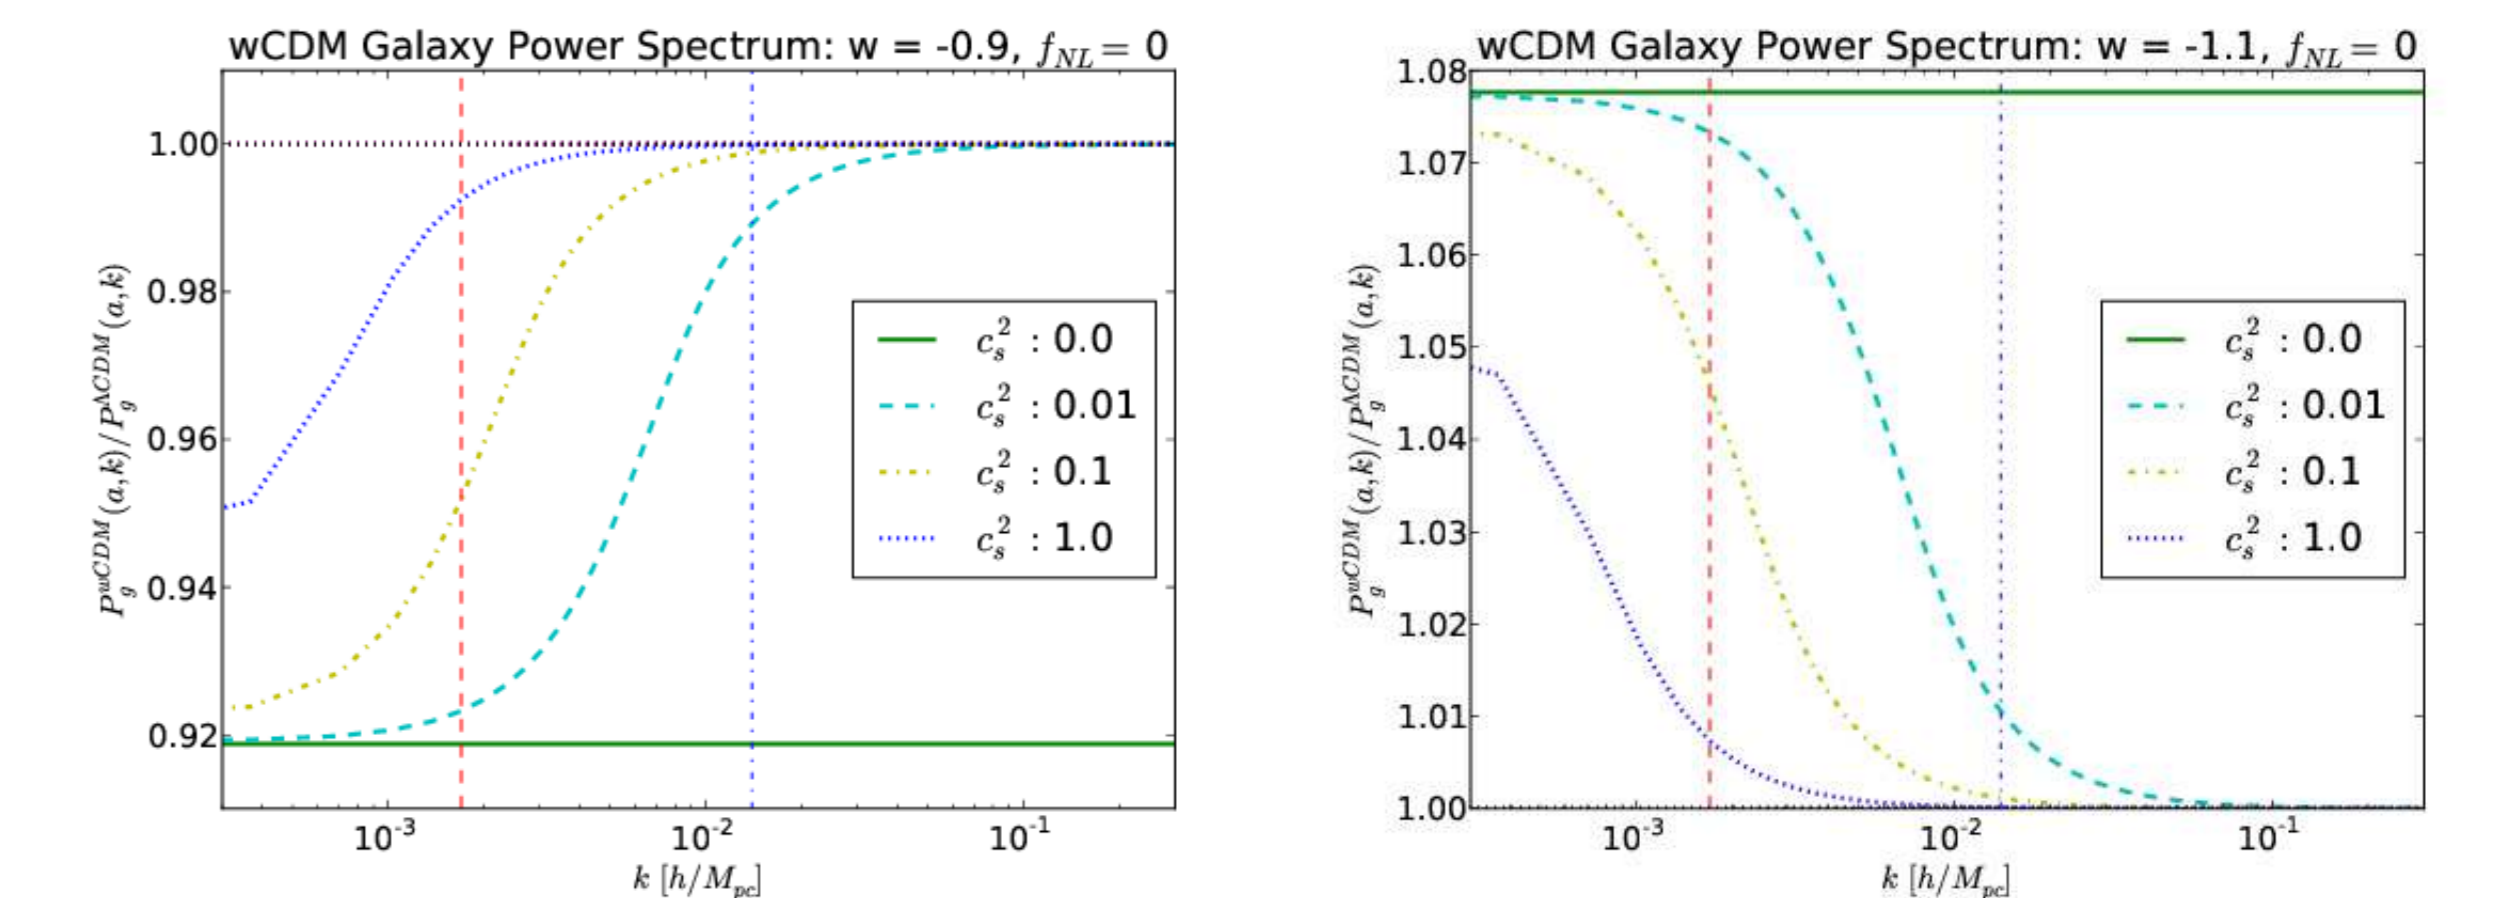 wCDM Galaxy Power Spectrum: w = -0.9, f_NL = 0
1.00
0.98
0.96
0.94
0.92
P_g^wCDM(a,k)/P_g^ΛCDM(a,k)
c_s^2 : 0.0
c_s^2 : 0.01
c_s^2 : 0.1
c_s^2 : 1.0
10^-3
10^-2
10^-1
k [h/M_pc]
wCDM Galaxy Power Spectrum: w = -1.1, f_NL = 0
1.08
1.07
1.06
1.05
1.04
1.03
1.02
1.01
1.00
P_g^wCDM(a,k)/P_g^ΛCDM(a,k)
c_s^2 : 0.0
c_s^2 : 0.01
c_s^2 : 0.1
c_s^2 : 1.0
10^-3
10^-2
10^-1
k [h/M_pc]